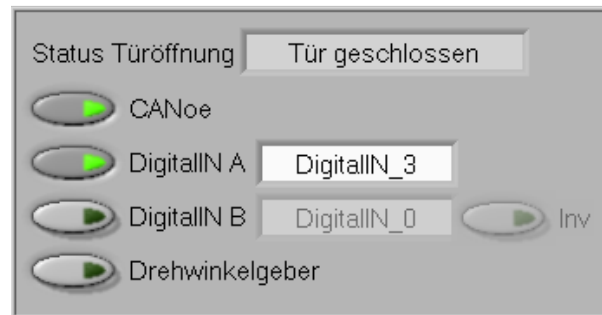 Status Türöffnung Tür geschlossen
CANoe
DigitalIN A DigitalIN_3
DigitalIN B DigitalIN_0 Inv
Drehwinkelgeber